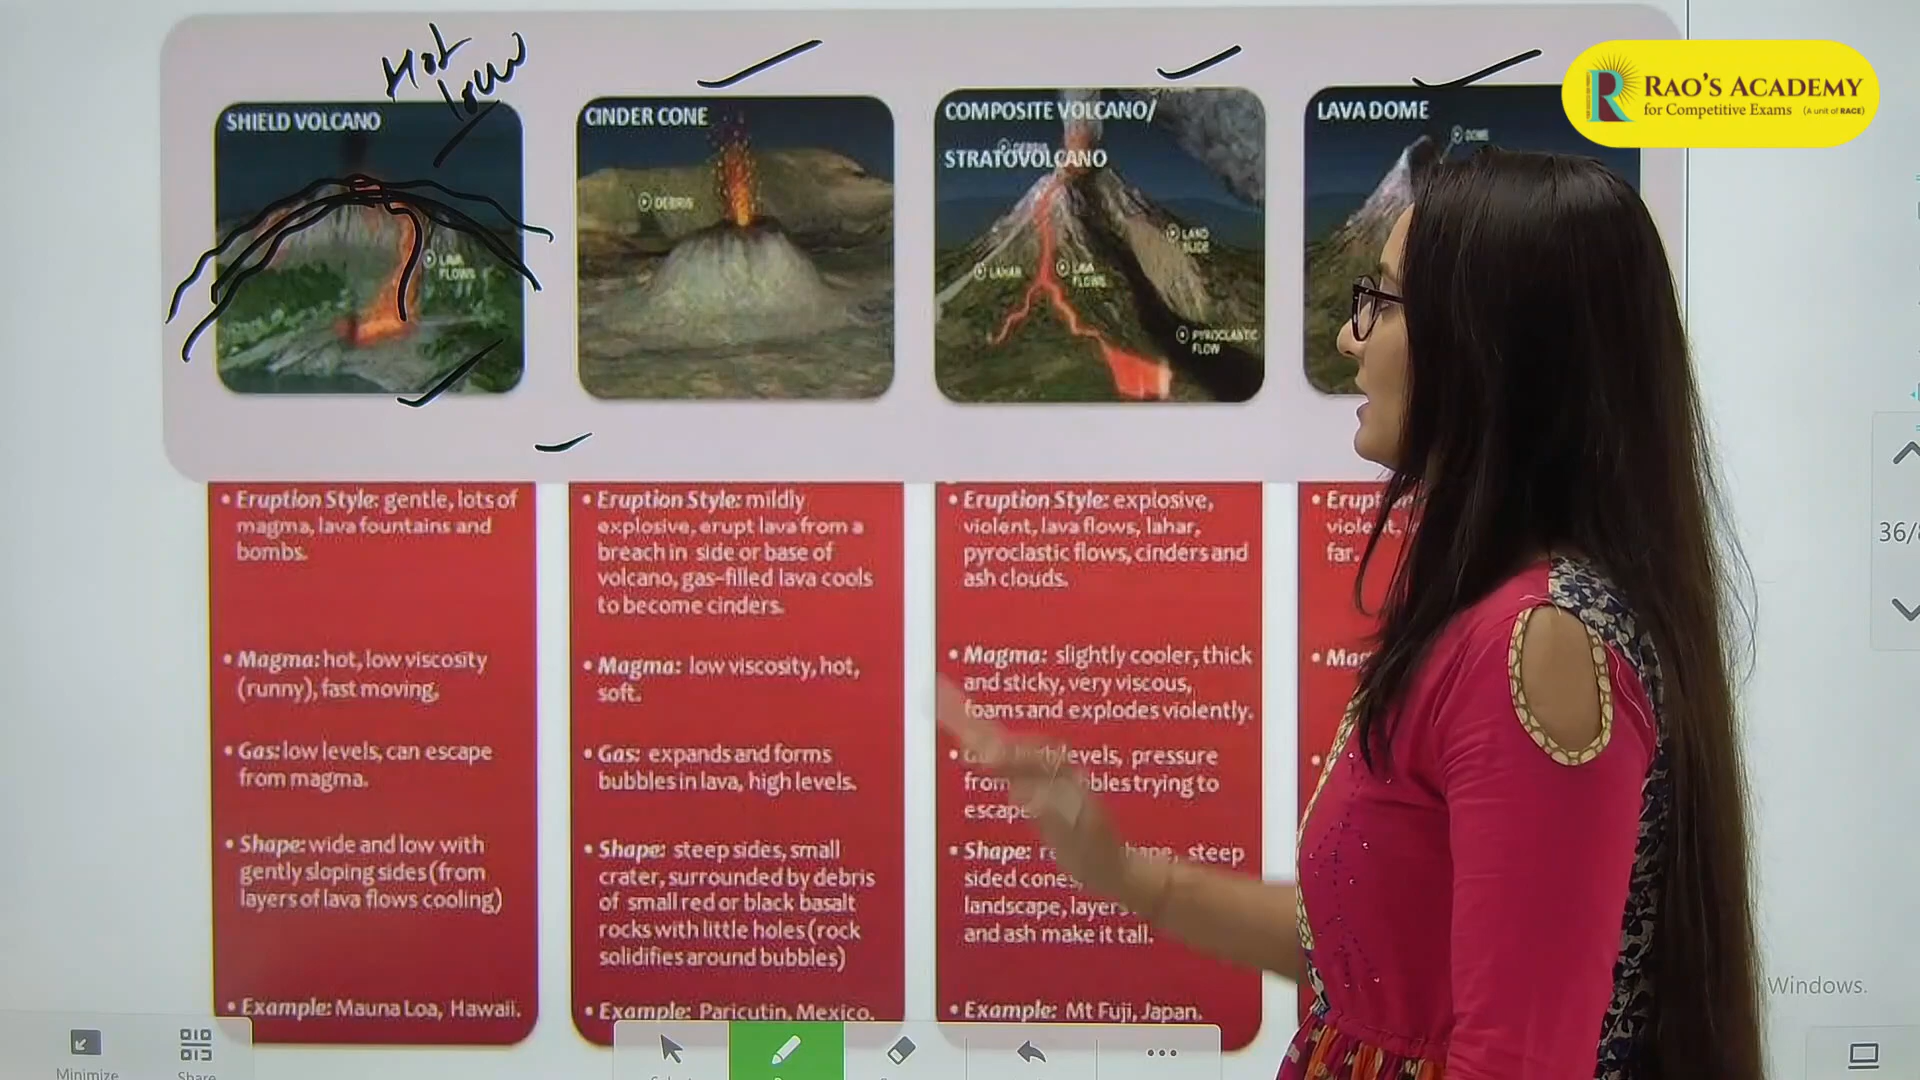 Hot
low
RAO'S ACADEMY
for Competitive Exams (A unit of RACE)
SHIELD VOLCANO
LAVA
FLOWS
CINDER CONE
DEBRIS
COMPOSITE VOLCANO/
STRATOVOLCANO
LAHAR
LAVA
FLOWS
LAND
SLIDE
PYROCLASTIC
FLOW
LAVA DOME
DOME
• Eruption Style: gentle, lots of
magma, lava fountains and
bombs.
• Magma: hot, low viscosity
(runny), fast moving,
• Gas: low levels, can escape
from magma.
• Shape: wide and low with
gently sloping sides (from
layers of lava flows cooling)
• Example: Mauna Loa, Hawaii.
• Eruption Style: mildly
explosive, erupt lava from a
breach in side or base of
volcano, gas-filled lava cools
to become cinders.
• Magma: low viscosity, hot,
soft.
• Gas: expands and forms
bubbles in lava, high levels.
• Shape: steep sides, small
crater, surrounded by debris
of small red or black basalt
rocks with little holes (rock
solidifies around bubbles)
• Example: Paricutin, Mexico.
• Eruption Style: explosive,
violent, lava flows, lahar,
pyroclastic flows, cinders and
ash clouds.
• Magma: slightly cooler, thick
and sticky, very viscous,
foams and explodes violently.
• high levels, pressure
trying to
escape
• Shape: steep
sided cones,
landscape,
and ash make it tall.
• Example: Mt Fuji, Japan.
far.
36/
Windows.
Minimize
Share